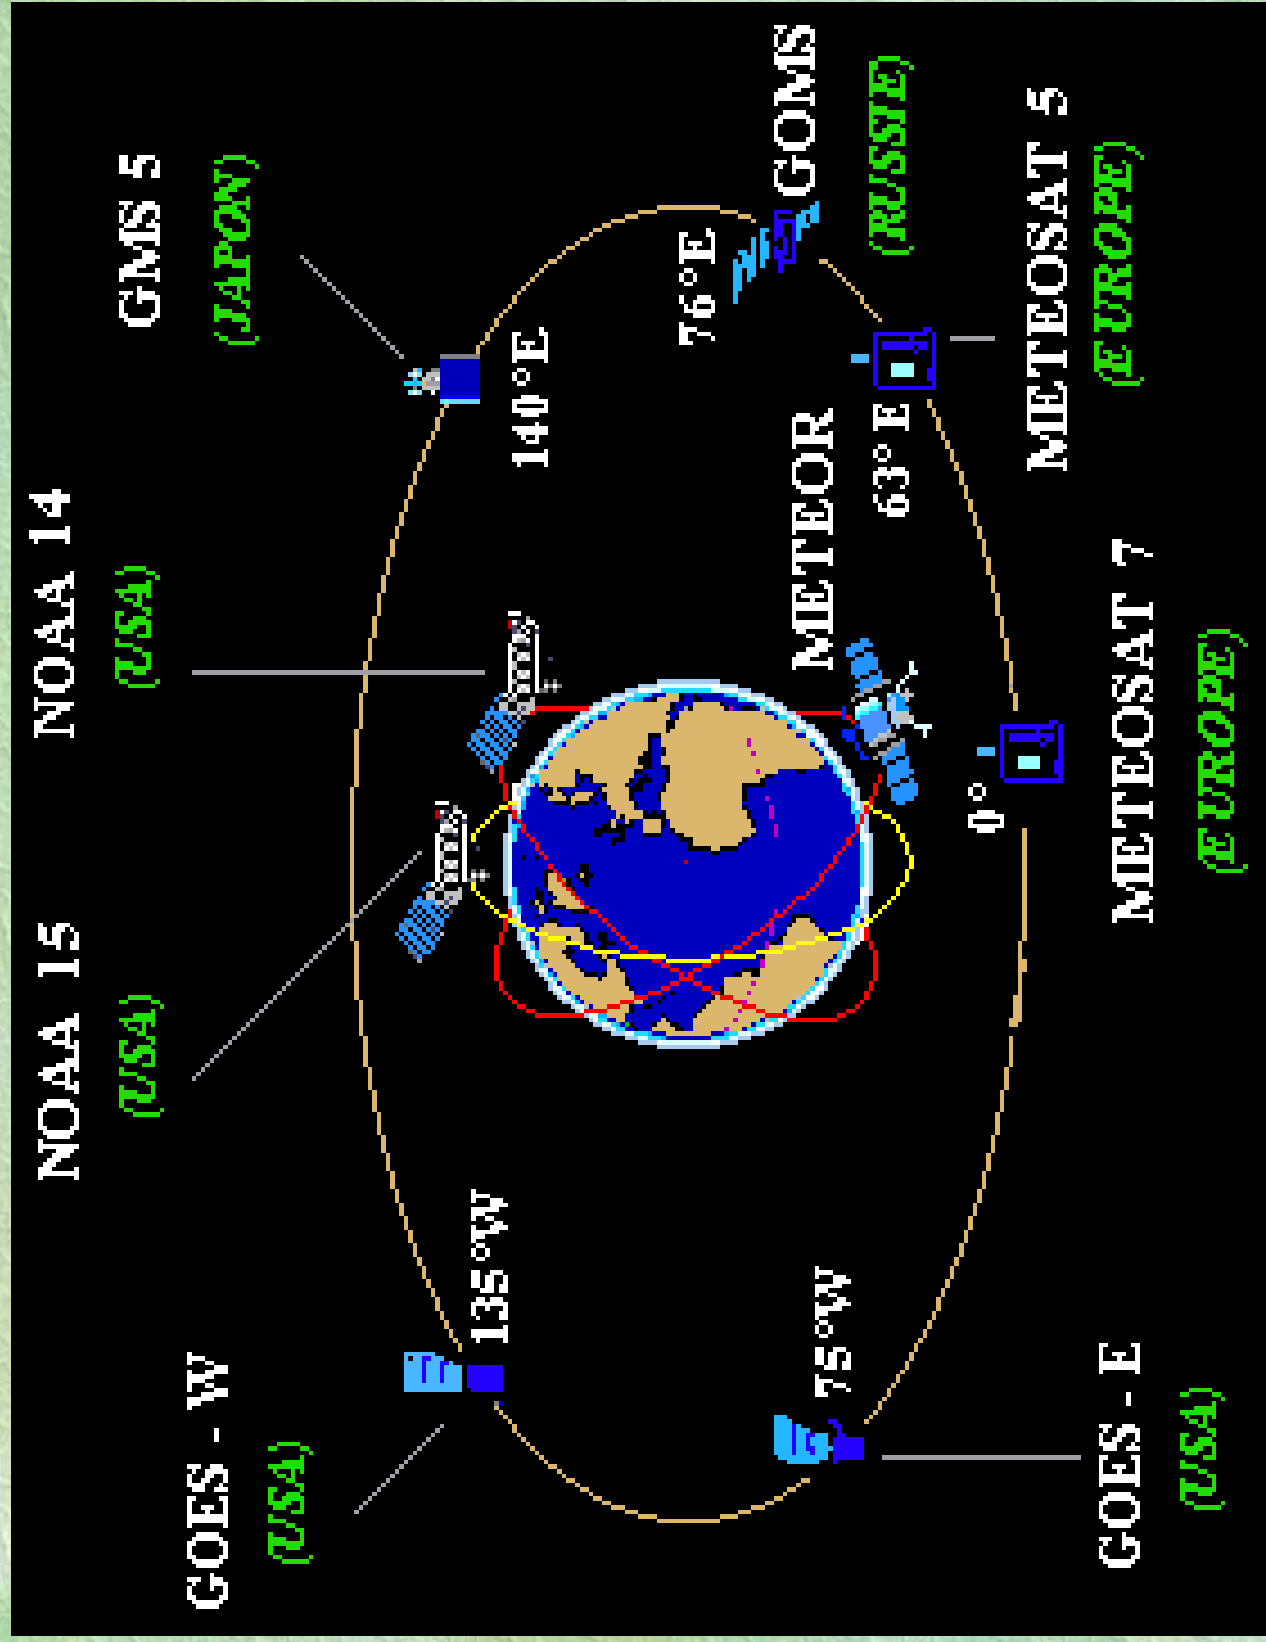 NOAA 15
(USA)
NOAA 14
(USA)
GMS 5
(JAPON)
GOES - W
(USA)
135°W
140°E
76°E
GOMS
(RUSSIE)
METEOR
75°W
63° E
0°
METEOSAT 5
(EUROPE)
GOES - E
(USA)
METEOSAT 7
(EUROPE)